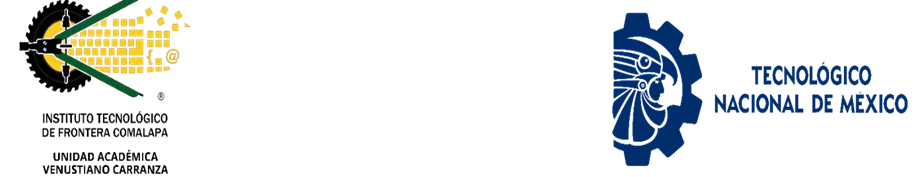 { @
®
INSTITUTO TECNOLÓGICO
DE FRONTERA COMALAPA
UNIDAD ACADÉMICA
VENUSTIANO CARRANZA
TECNOLÓGICO
NACIONAL DE MÉXICO